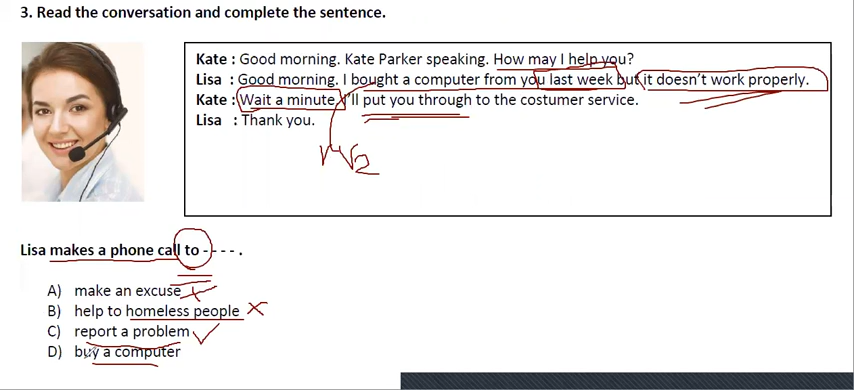 3. Read the conversation and complete the sentence.
Kate : Good morning. Kate Parker speaking. How may I help you?
Lisa : Good morning. I bought a computer from you last week but it doesn't work properly.
Kate : Wait a minute. I'll put you through to the costumer service.
Lisa : Thank you.
V2
Lisa makes a phone call to - - - - .
A) make an excuse
B) help to homeless people
C) report a problem
D) buy a computer